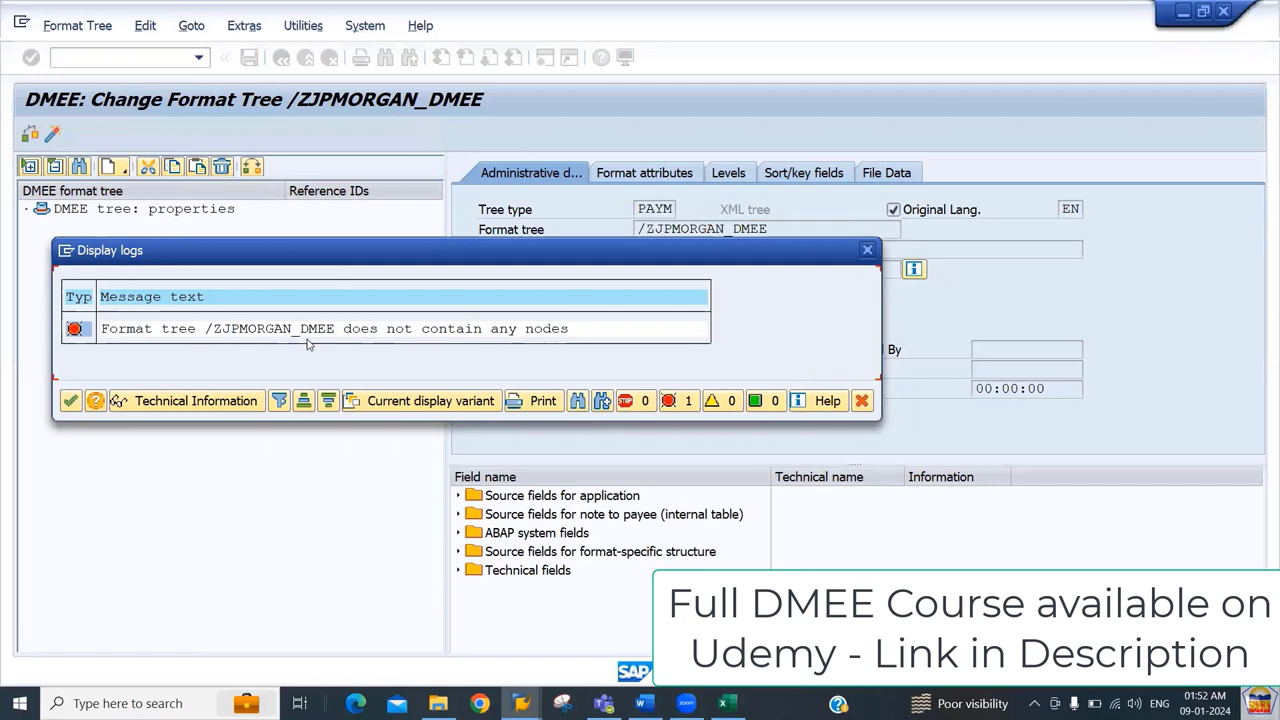 Format Tree Edit Goto Extras Utilities System Help
DMEE: Change Format Tree /ZJPMORGAN_DMEE
DMEE format tree Reference IDs
DMEE tree: properties
Administrative d... Format attributes Levels Sort/key fields File Data
Tree type PAYM XML tree Original Lang. EN
Format tree /ZJPMORGAN_DMEE
Display logs
Typ Message text
Format tree /ZJPMORGAN_DMEE does not contain any nodes
By
00:00:00
Technical Information Current display variant Print STOP 0 1 0 0 Help
Field name Technical name Information
Source fields for application
Source fields for note to payee (internal table)
ABAP system fields
Source fields for format-specific structure
Technical fields
Full DMEE Course available on
Udemy - Link in Description
SAP
Type here to search
Poor visibility
ENG
01:52 AM
09-01-2024